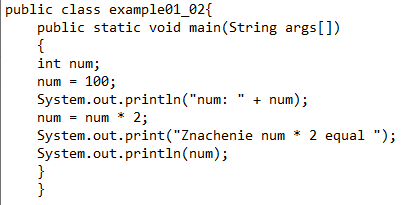 public class example01_02{
public static void main(String args[])
{
int num;
num = 100;
System.out.println("num: " + num);
num = num * 2;
System.out.print("Znachenie num * 2 equal ");
System.out.println(num);
}
}